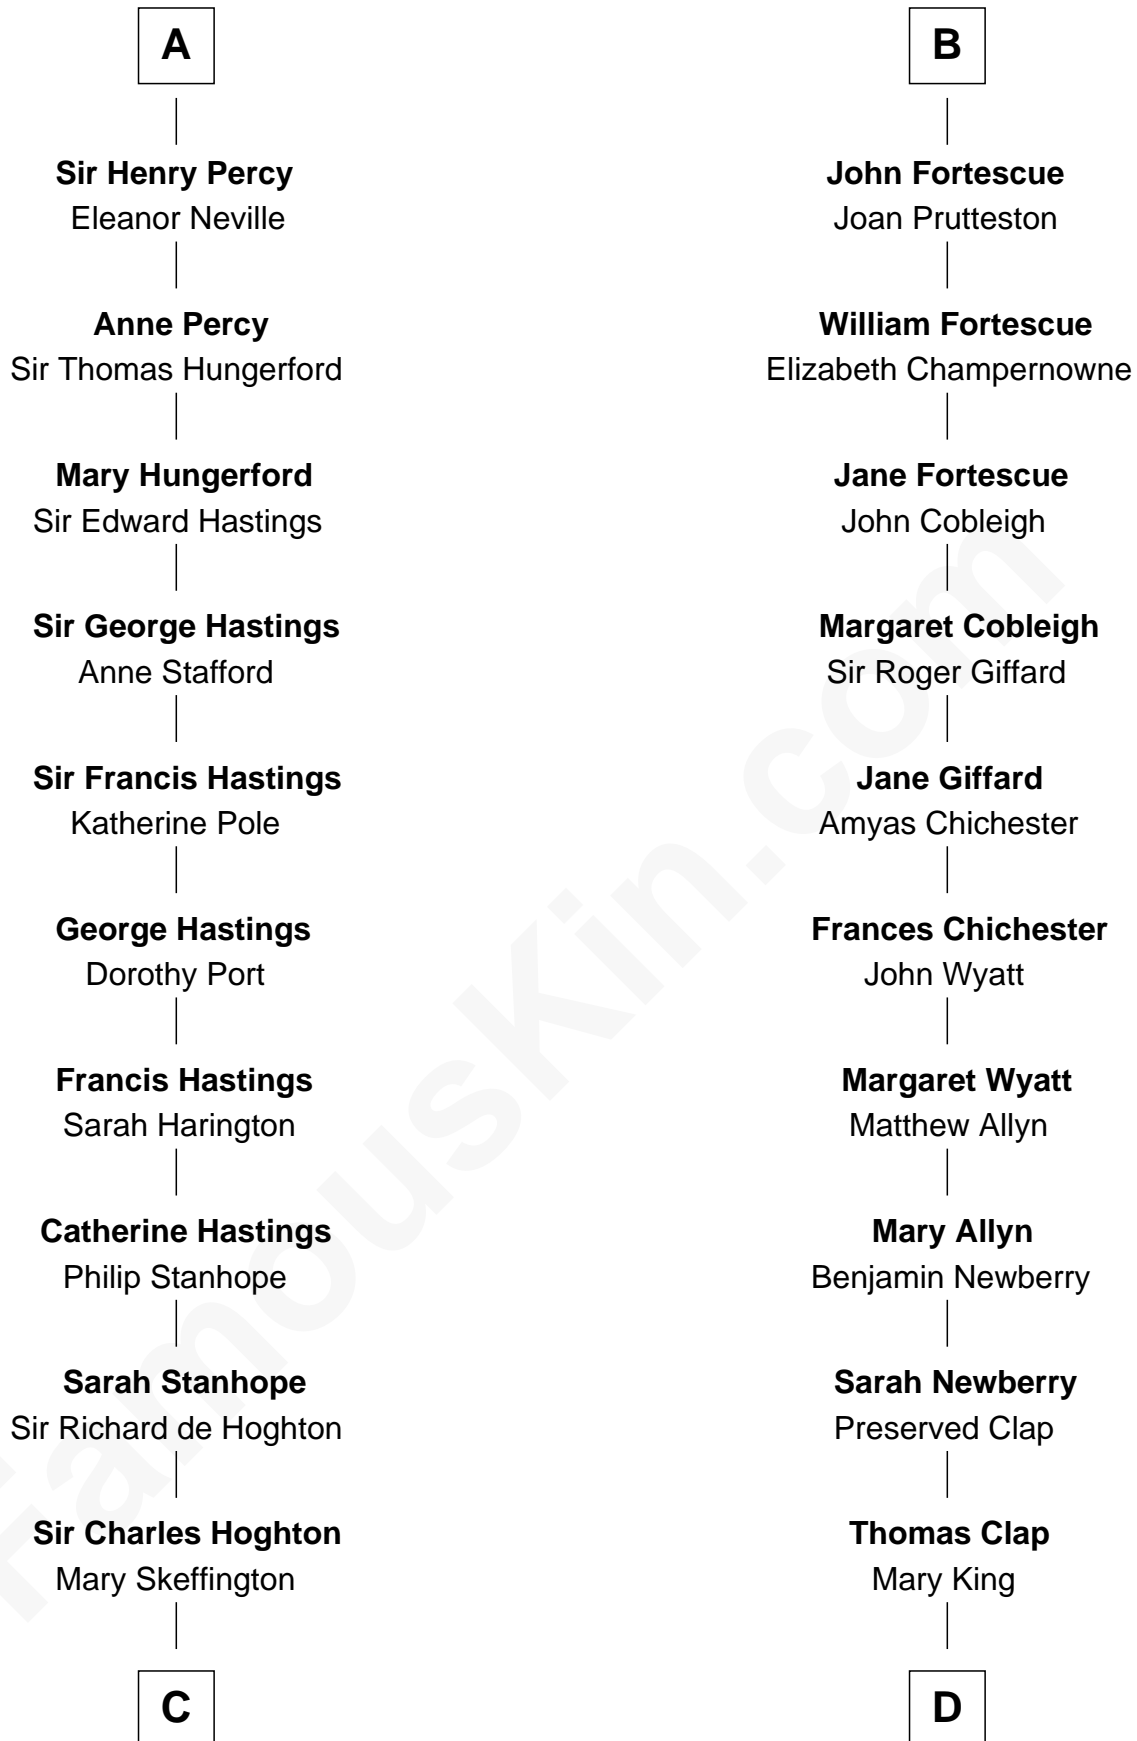 A
Sir Henry Percy
Eleanor Neville
Anne Percy
Sir Thomas Hungerford
Mary Hungerford
Sir Edward Hastings
Sir George Hastings
Anne Stafford
Sir Francis Hastings
Katherine Pole
George Hastings
Dorothy Port
Francis Hastings
Sarah Harington
Catherine Hastings
Philip Stanhope
Sarah Stanhope
Sir Richard de Hoghton
Sir Charles Hoghton
Mary Skeffington
C
B
John Fortescue
Joan Prutteston
William Fortescue
Elizabeth Champernowne
Jane Fortescue
John Cobleigh
Margaret Cobleigh
Sir Roger Giffard
Jane Giffard
Amyas Chichester
Frances Chichester
John Wyatt
Margaret Wyatt
Matthew Allyn
Mary Allyn
Benjamin Newberry
Sarah Newberry
Preserved Clap
Thomas Clap
Mary King
D
FamousKin.com